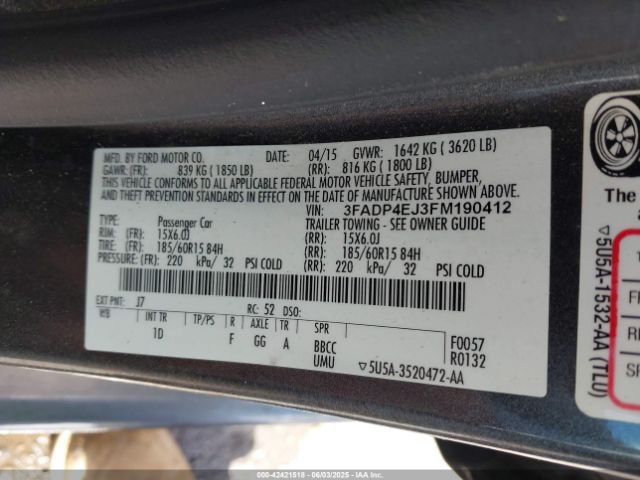 MFD. BY FORD MOTOR CO. DATE: 04/15 GVWR: 1642 KG ( 3620 LB)
GAWR: (FR): 839 KG ( 1850 LB) (RR): 816 KG ( 1800 LB)
THIS VEHICLE CONFORMS TO ALL APPLICABLE FEDERAL MOTOR VEHICLE SAFETY, BUMPER,
AND THEFT PREVENTION STANDARDS IN EFFECT ON THE DATE OF MANUFACTURE SHOWN ABOVE.
VIN: 3FADP4EJ3FM190412
TYPE: Passenger Car TRAILER TOWING - SEE OWNER GUIDE
RIM: (FR): 15X6.0J (RR): 15X6.0J
TIRE: (FR): 185/60R15 84H (RR): 185/60R15 84H
PRESSURE: (FR): 220 kPa/ 32 PSI COLD (RR): 220 kPa/ 32 PSI COLD
EXT PNT: J7 RC: 52 DSO:
WB INT TR TP/PS R AXLE TR SPR F0057
1D F GG A BBCC R0132
UMU ▽5U5A-3520472-AA
The
▽5U5A-1532-AA (TLU)
FR
RE
SP
000-42421518 - 06/03/2025 - IAAI.COM